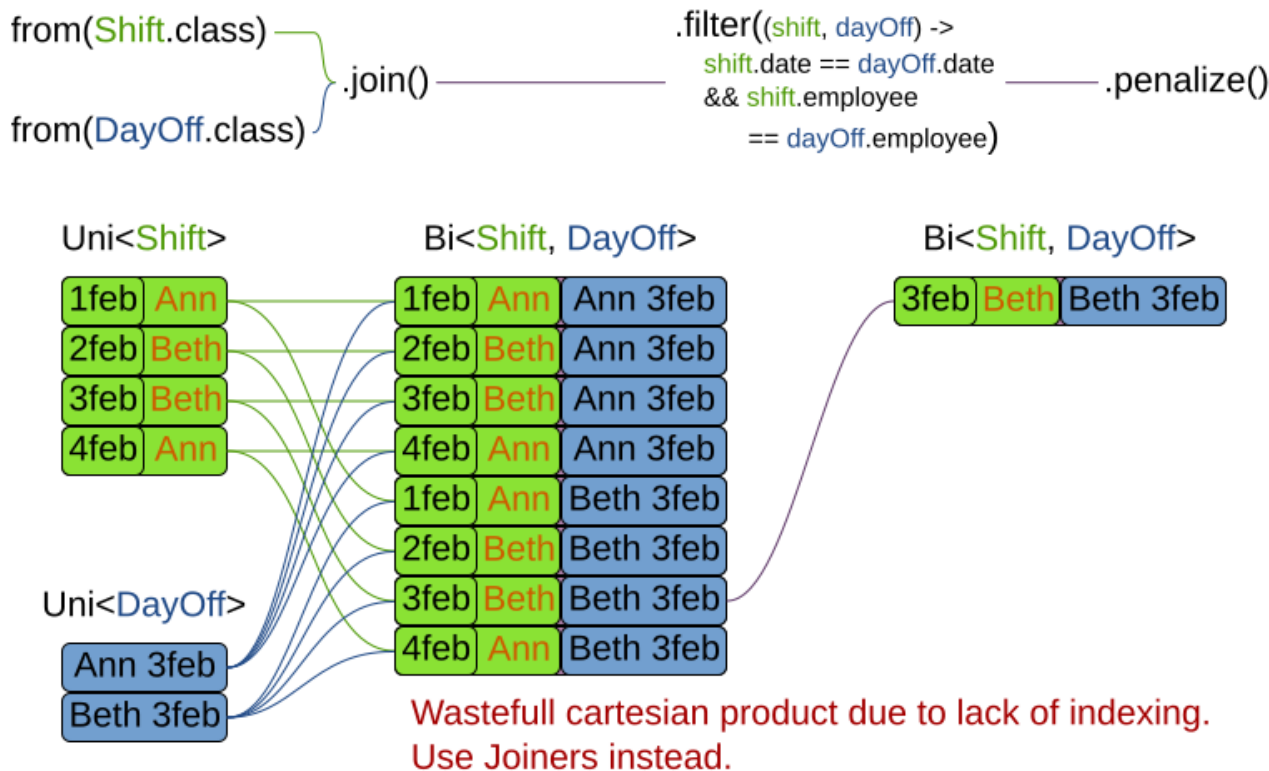 from(Shift.class)
from(DayOff.class)
.join()
.filter((shift, dayOff) ->
shift.date == dayOff.date
&& shift.employee
== dayOff.employee)
.penalize()
Uni<Shift>
1feb Ann
2feb Beth
3feb Beth
4feb Ann
Uni<DayOff>
Ann 3feb
Beth 3feb
Bi<Shift, DayOff>
1feb Ann Ann 3feb
2feb Beth Ann 3feb
3feb Beth Ann 3feb
4feb Ann Ann 3feb
1feb Ann Beth 3feb
2feb Beth Beth 3feb
3feb Beth Beth 3feb
4feb Ann Beth 3feb
Bi<Shift, DayOff>
3feb Beth Beth 3feb
Wastefull cartesian product due to lack of indexing.
Use Joiners instead.